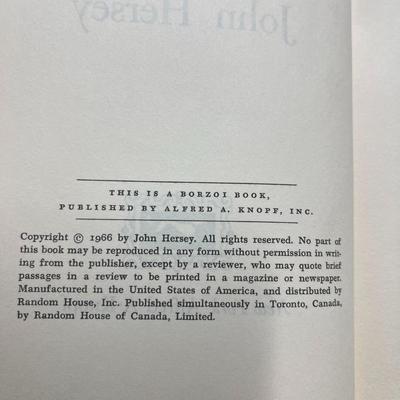 John Hersey
THIS IS A BORZOI BOOK,
PUBLISHED BY ALFRED A. KNOPF, INC.
Copyright © 1966 by John Hersey. All rights reserved. No part of
this book may be reproduced in any form without permission in writ-
ing from the publisher, except by a reviewer, who may quote brief
passages in a review to be printed in a magazine or newspaper.
Manufactured in the United States of America, and distributed by
Random House, Inc. Published simultaneously in Toronto, Canada,
by Random House of Canada, Limited.